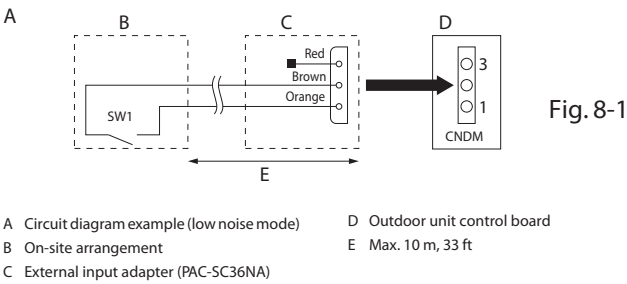 A
B
C
D
Red
Brown
Orange
SW1
3
1
CNDM
E
Fig. 8-1
A Circuit diagram example (low noise mode)
B On-site arrangement
C External input adapter (PAC-SC36NA)
D Outdoor unit control board
E Max. 10 m, 33 ft